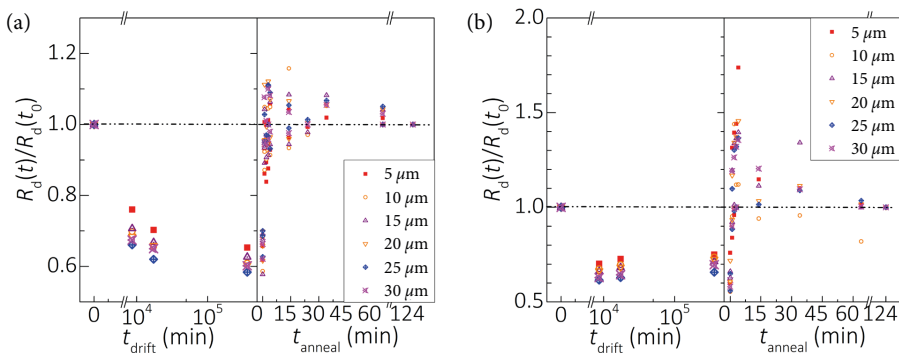 (a)
R_d(t)/R_d(t_0)
1.2
1.0
0.8
0.6
5 μm
10 μm
15 μm
20 μm
25 μm
30 μm
0 10^4 10^5 0 15 30 45 60 124
t_drift (min) t_anneal (min)
(b)
R_d(t)/R_d(t_0)
2.0
1.5
1.0
0.5
5 μm
10 μm
15 μm
20 μm
25 μm
30 μm
0 10^4 10^5 0 15 30 45 60 124
t_drift (min) t_anneal (min)